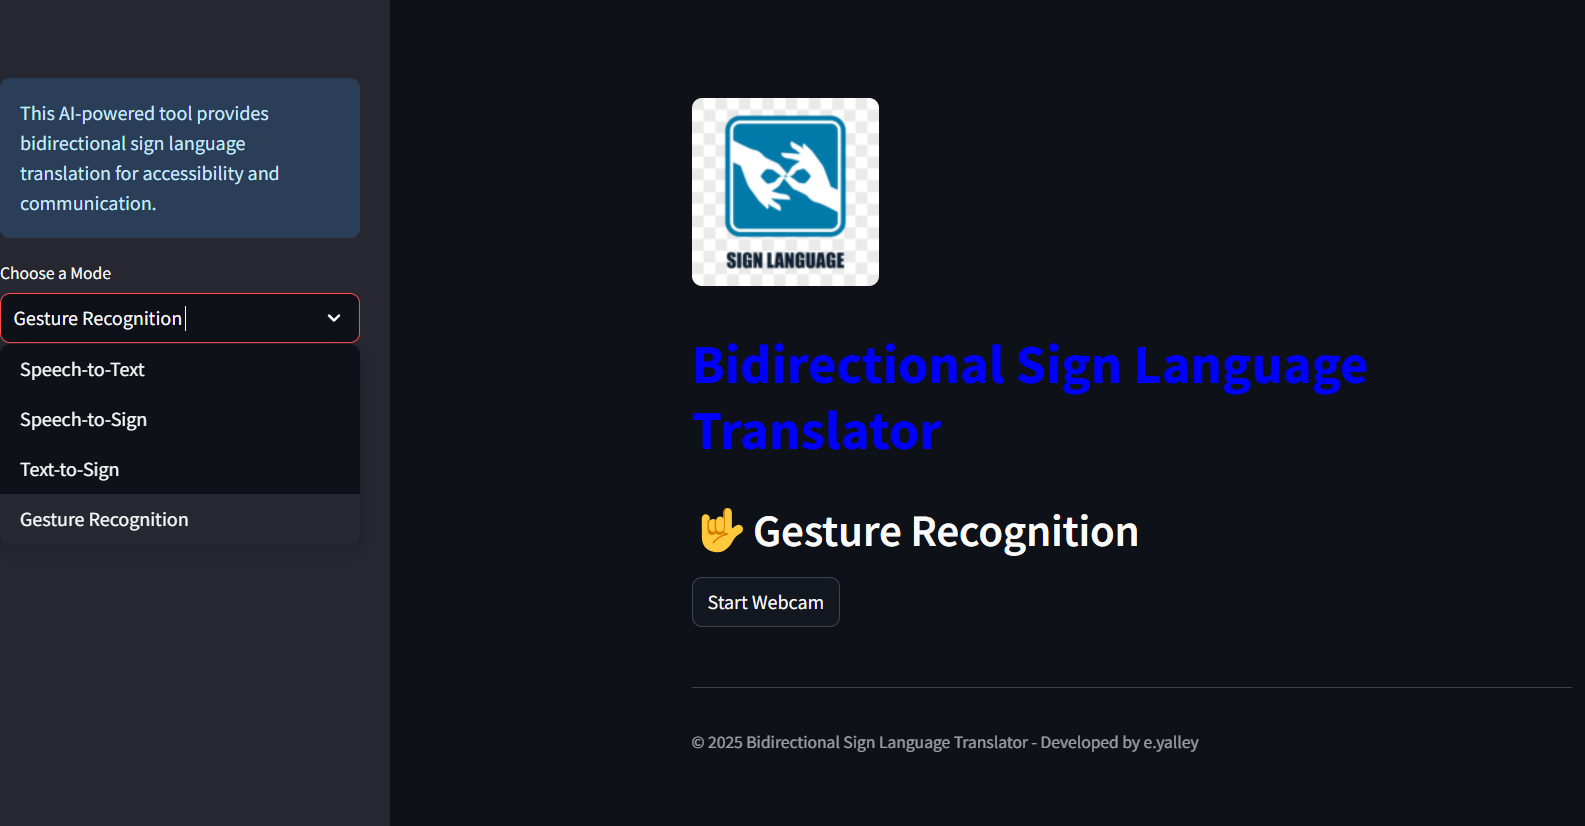 This AI-powered tool provides
bidirectional sign language
translation for accessibility and
communication.
Choose a Mode
Gesture Recognition
Speech-to-Text
Speech-to-Sign
Text-to-Sign
Gesture Recognition
SIGN LANGUAGE
Bidirectional Sign Language
Translator
🤟 Gesture Recognition
Start Webcam
© 2025 Bidirectional Sign Language Translator - Developed by e.yalley